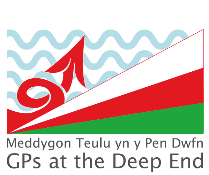 Meddygon Teulu yn y Pen Dwfn
GPs at the Deep End